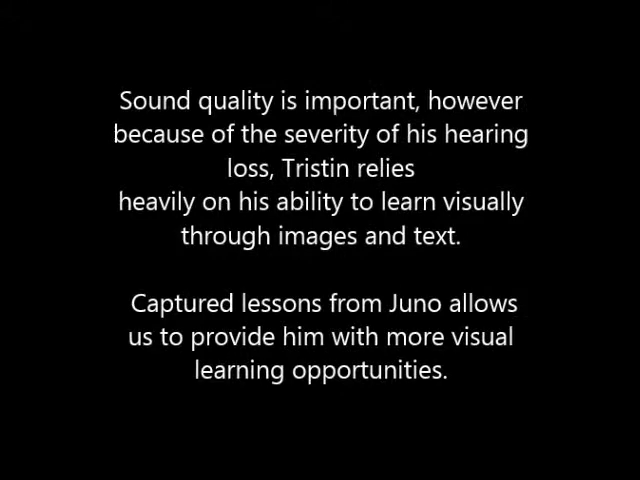 Sound quality is important, however
because of the severity of his hearing
loss, Tristin relies
heavily on his ability to learn visually
through images and text.
Captured lessons from Juno allows
us to provide him with more visual
learning opportunities.